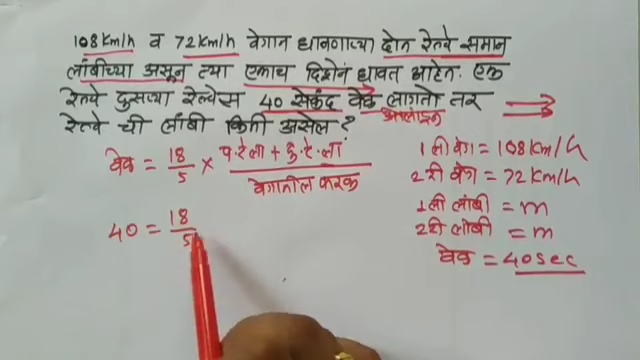 108 Km/h व 72 Km/h वेगान धावणाऱ्या दोन रेल्वे समान
लांबीच्या असून त्या एकाच दिशेनं धावत आहेत. एक
रेल्वे दुसऱ्या रेल्वेस 40 सेकंद वेळ लागतो तर
ओलांडून
रेल्वे ची लांबी किती असेल?
वेळ = 18/5 × प.रे.ला + दु.रे.ला / वेगातील फरक
40 = 18/5
1 ली वेग = 108 Km/h
2 री वेग = 72 Km/h
1 ली लांबी = m
2 री लांबी = m
वेळ = 40 sec